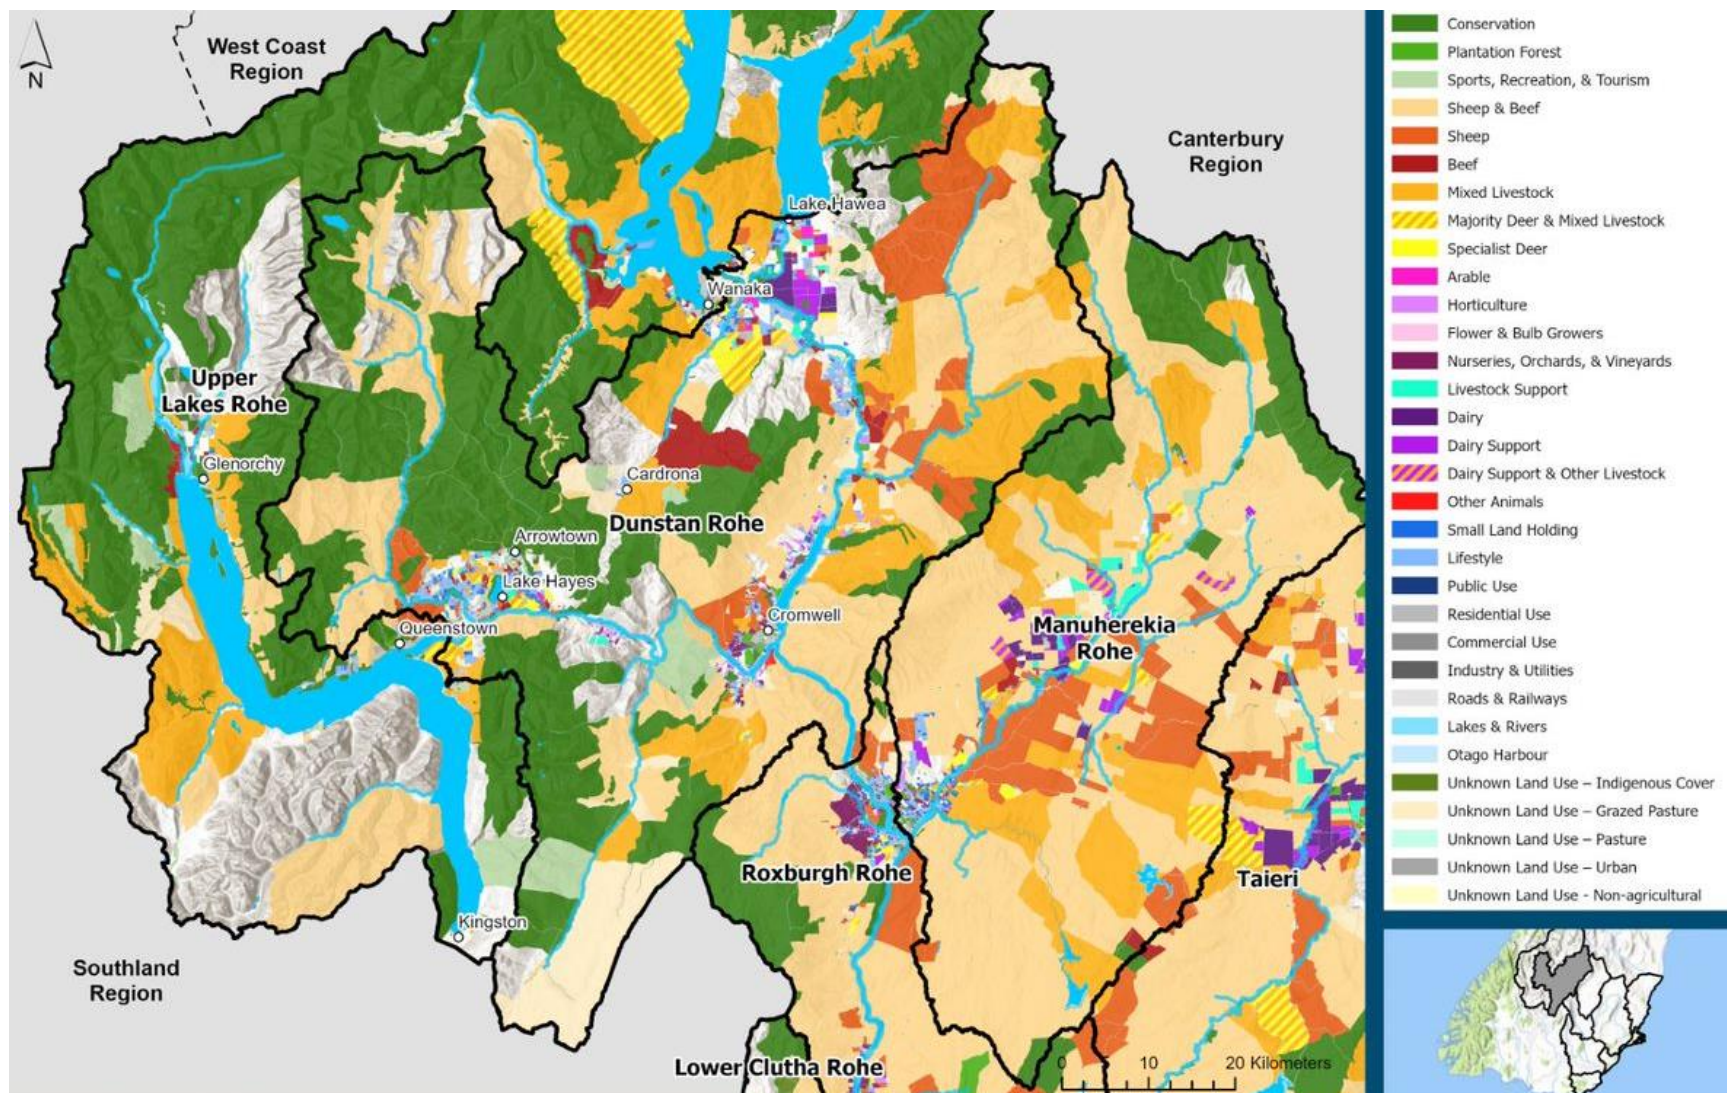 West Coast
Region
N
Canterbury
Region
Lake Hawea
Wanaka
Upper
Lakes Rohe
Glenorchy
Cardrona
Dunstan Rohe
Arrowtown
Lake Hayes
Queenstown
Cromwell
Manuherekia
Rohe
Roxburgh Rohe
Taieri
Kingston
Southland
Region
Lower Clutha Rohe
0 10 20 Kilometers
Conservation
Plantation Forest
Sports, Recreation, & Tourism
Sheep & Beef
Sheep
Beef
Mixed Livestock
Majority Deer & Mixed Livestock
Specialist Deer
Arable
Horticulture
Flower & Bulb Growers
Nurseries, Orchards, & Vineyards
Livestock Support
Dairy
Dairy Support
Dairy Support & Other Livestock
Other Animals
Small Land Holding
Lifestyle
Public Use
Residential Use
Commercial Use
Industry & Utilities
Roads & Railways
Lakes & Rivers
Otago Harbour
Unknown Land Use – Indigenous Cover
Unknown Land Use – Grazed Pasture
Unknown Land Use – Pasture
Unknown Land Use – Urban
Unknown Land Use - Non-agricultural